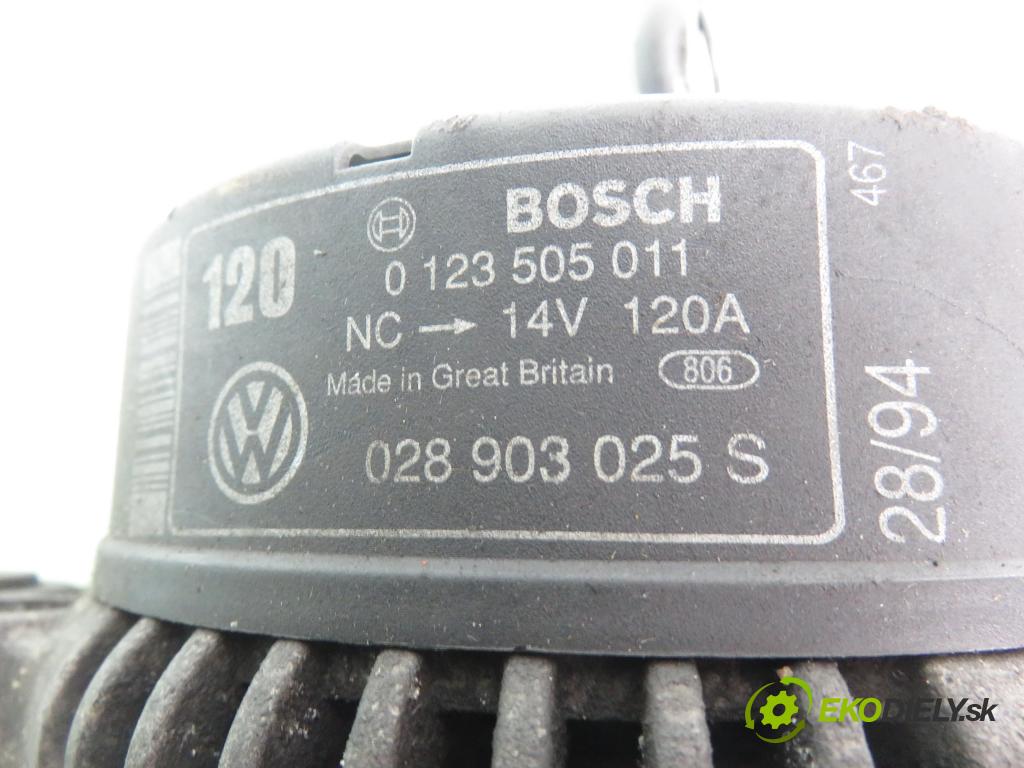 BOSCH
120
0 123 505 011
NC → 14V 120A
Made in Great Britain 806
028 903 025 S
467
28/94
EKODIELY.sk